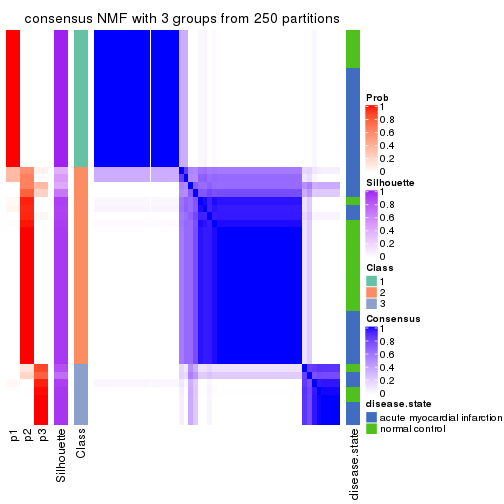 consensus NMF with 3 groups from 250 partitions
Prob
1
0.8
0.6
0.4
0.2
0
Silhouette
1
0.8
0.6
0.4
0.2
0
Class
1
2
3
Consensus
1
0.8
0.6
0.4
0.2
0
disease.state
acute myocardial infarction
normal control
p1
p2
p3
Silhouette
Class
disease.state